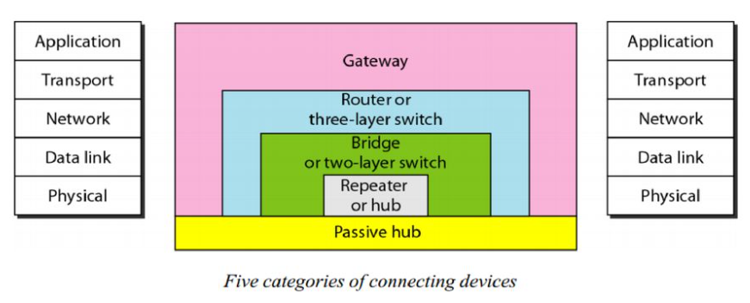 Application
Transport
Network
Data link
Physical
Gateway
Router or
three-layer switch
Bridge
or two-layer switch
Repeater
or hub
Passive hub
Application
Transport
Network
Data link
Physical
Five categories of connecting devices